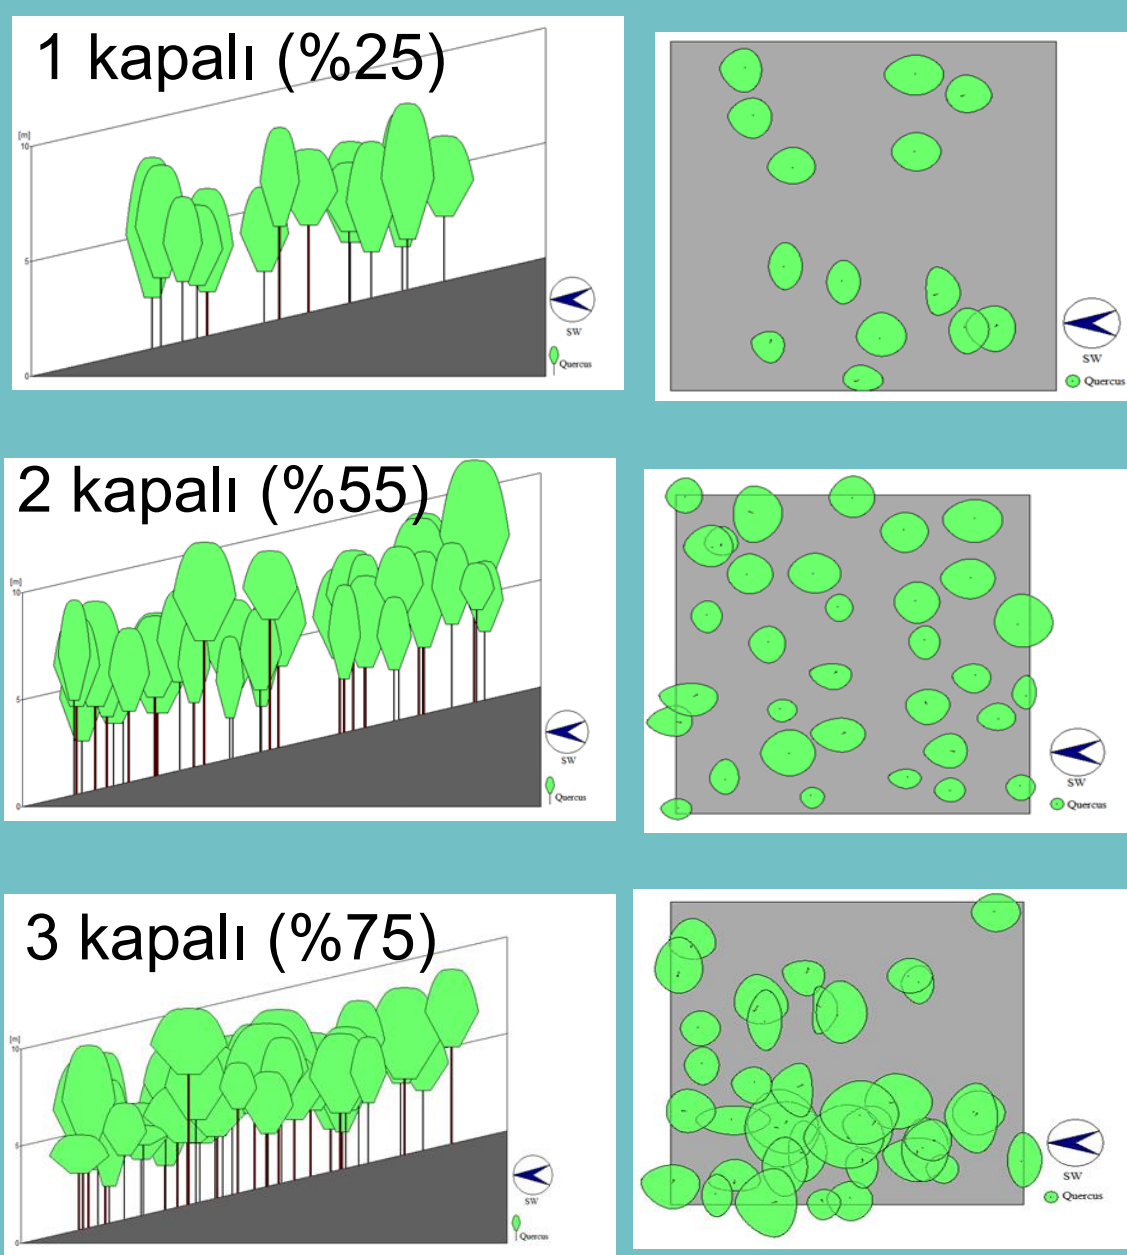 1 kapalı (%25)
[m]
10
5
0
SW
Quercus
SW
Quercus
2 kapalı (%55)
[m]
10
5
0
SW
Quercus
SW
Quercus
3 kapalı (%75)
[m]
10
5
0
SW
Quercus
SW
Quercus